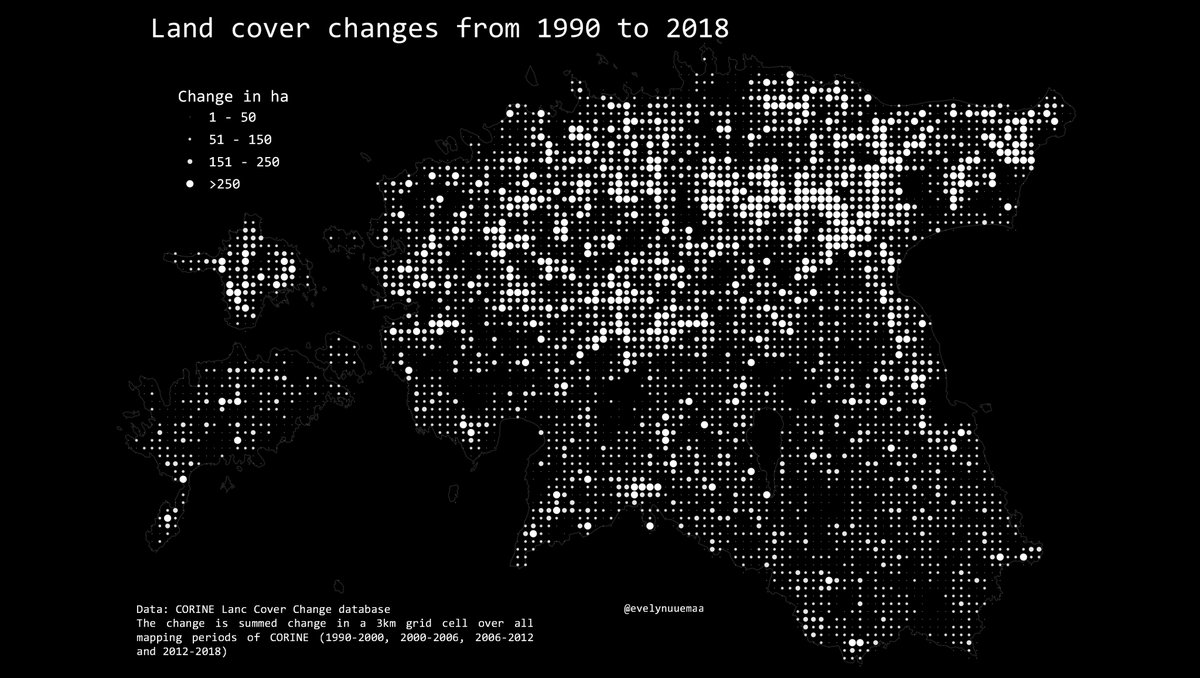 Land cover changes from 1990 to 2018
Change in ha
1 - 50
51 - 150
151 - 250
>250
Data: CORINE Lanc Cover Change database
The change is summed change in a 3km grid cell over all
mapping periods of CORINE (1990-2000, 2000-2006, 2006-2012
and 2012-2018)
@evelynuuemaa